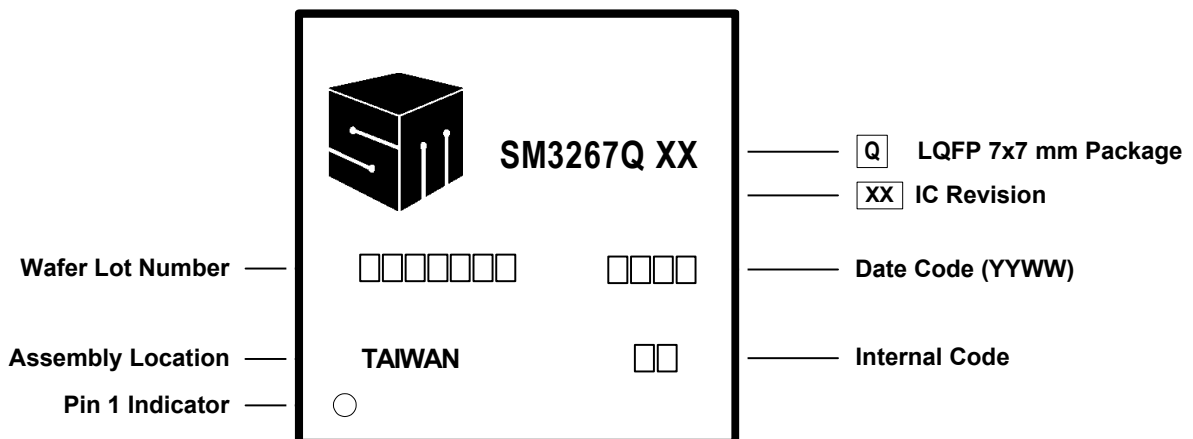 SM3267Q XX
Q LQFP 7x7 mm Package
XX IC Revision
Wafer Lot Number
Date Code (YYWW)
Assembly Location
TAIWAN
Internal Code
Pin 1 Indicator